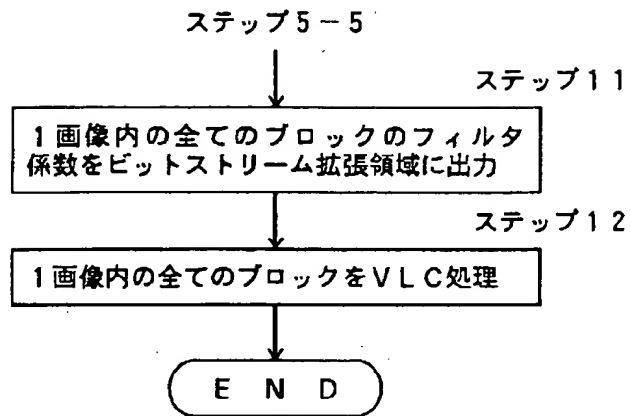 ステップ5-5
ステップ11
1画像内の全てのブロックのフィルタ
係数をビットストリーム拡張領域に出力
ステップ12
1画像内の全てのブロックをVLC処理
END